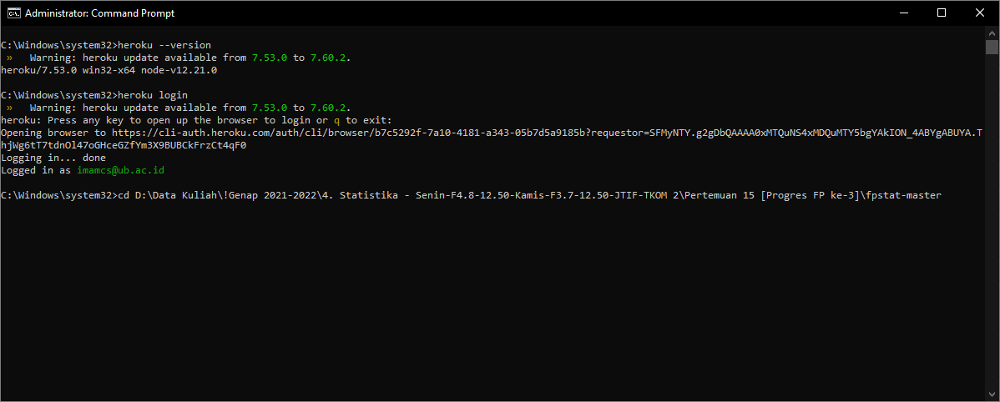 Administrator: Command Prompt
C:\Windows\system32>heroku --version
» Warning: heroku update available from 7.53.0 to 7.60.2.
heroku/7.53.0 win32-x64 node-v12.21.0
C:\Windows\system32>heroku login
» Warning: heroku update available from 7.53.0 to 7.60.2.
heroku: Press any key to open up the browser to login or q to exit:
Opening browser to https://cli-auth.heroku.com/auth/cli/browser/b7c5292f-7a10-4181-a343-05b7d5a9185b?requestor=SFMyNTY.g2gDbQAAAA0xMTQuNS4xMDQuMTY5bgYAkION_4ABYgABUYA.T
hjWg6tT7tdnOl47oGHceGZfYm3X9BUBCkFrzCt4qF0
Logging in... done
Logged in as imamcs@ub.ac.id
C:\Windows\system32>cd D:\Data Kuliah\!Genap 2021-2022\4. Statistika - Senin-F4.8-12.50-Kamis-F3.7-12.50-JTIF-TKOM 2\Pertemuan 15 [Progres FP ke-3]\fpstat-master